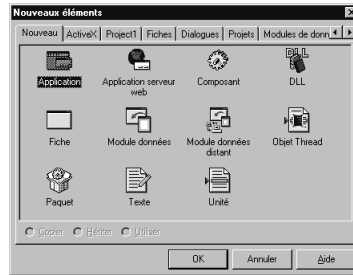 Nouveaux éléments
Nouveau ActiveX Project1 Fiches Dialogues Projets Modules de donn
Application Application serveur web Composant DLL
Fiche Module données Module données distant Objet Thread
Paquet Texte Unité
Copier Hériter Utiliser
OK Annuler Aide